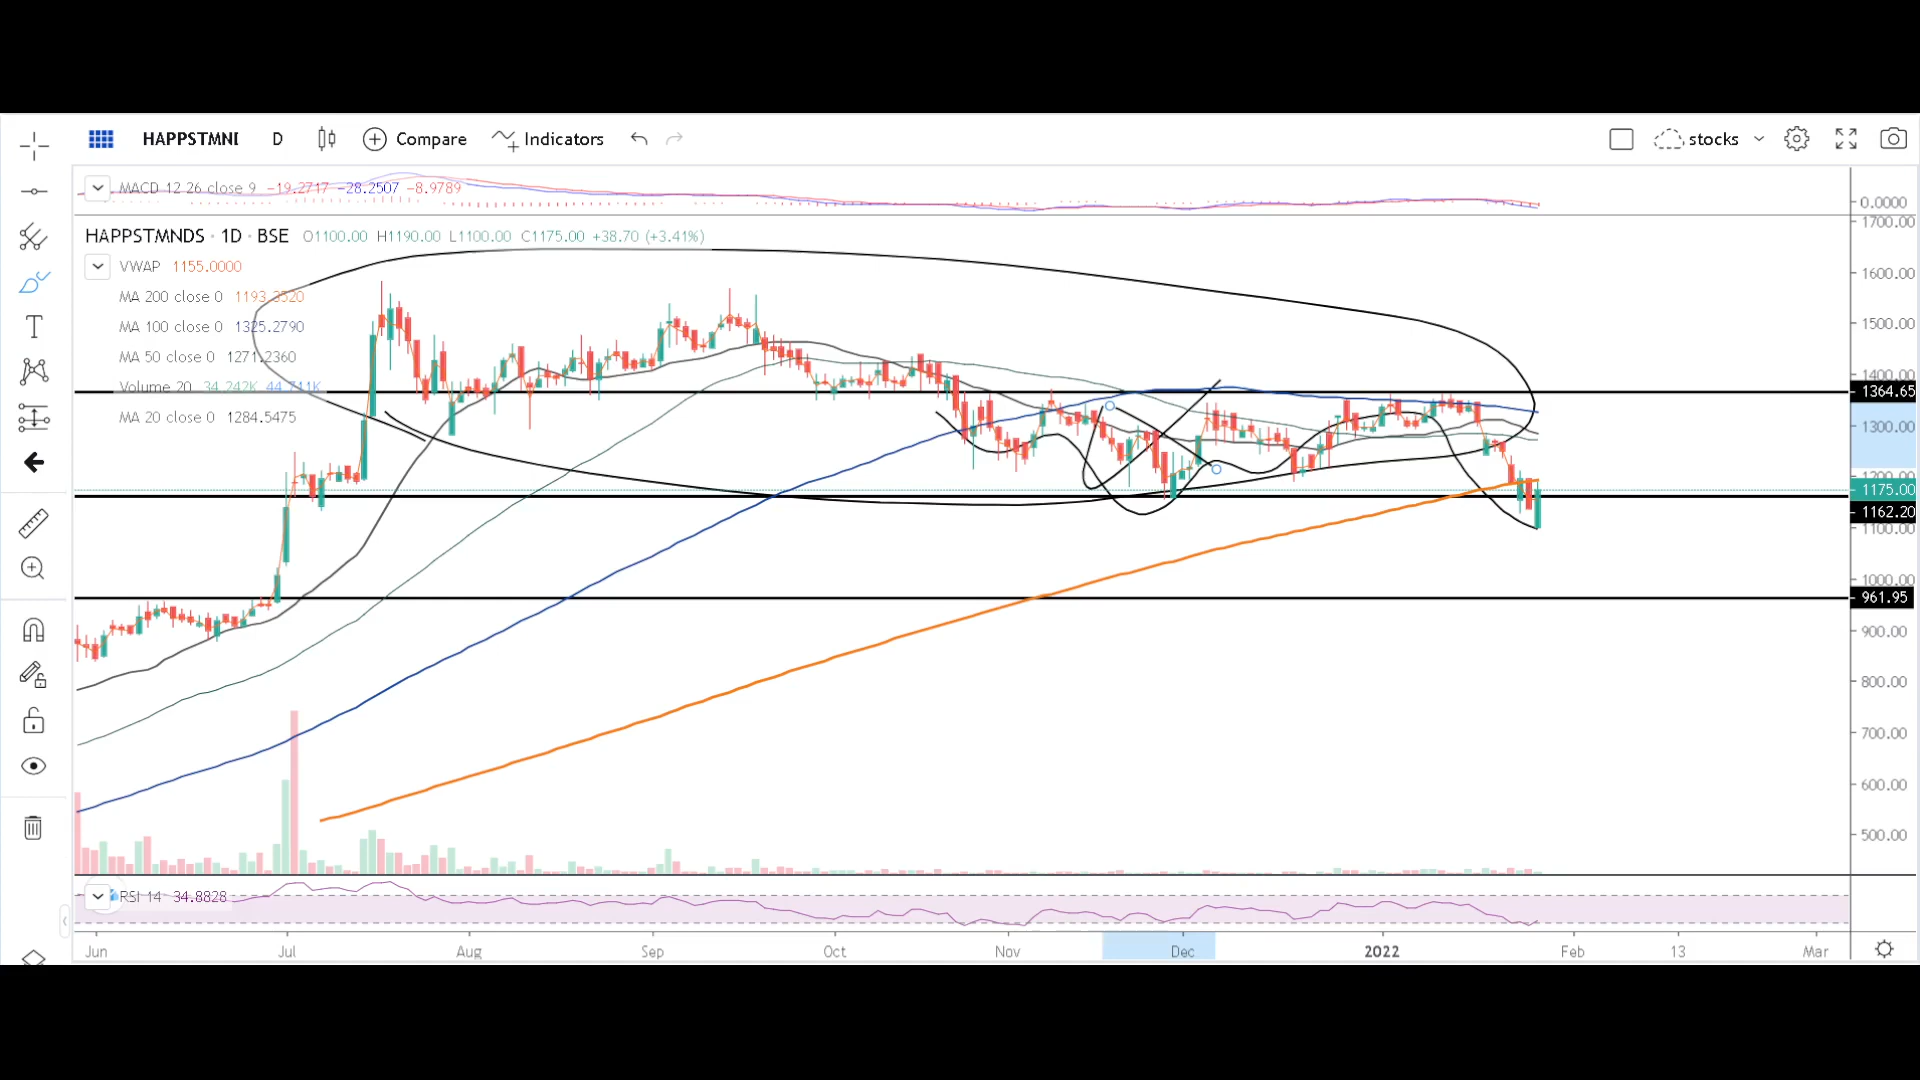 HAPPSTMNI D Compare Indicators stocks
MACD 12 26 close 9 −19.2717 −28.2507 −8.9789
0.0000
1700.00
HAPPSTMNDS · 1D · BSE O1100.00 H1190.00 L1100.00 C1175.00 +38.70 (+3.41%)
VWAP 1155.0000
1600.00
MA 200 close 0 1193.3520
MA 100 close 0 1325.2790
1500.00
MA 50 close 0 1271.2360
1400.00
Volume 20 34.242K 44.711K
1364.65
MA 20 close 0 1284.5475
1300.00
1200.00
1175.00
1162.20
1100.00
1000.00
961.95
900.00
800.00
700.00
600.00
500.00
RSI 14 34.8828
Jun Jul Aug Sep Oct Nov Dec 2022 Feb 13 Mar